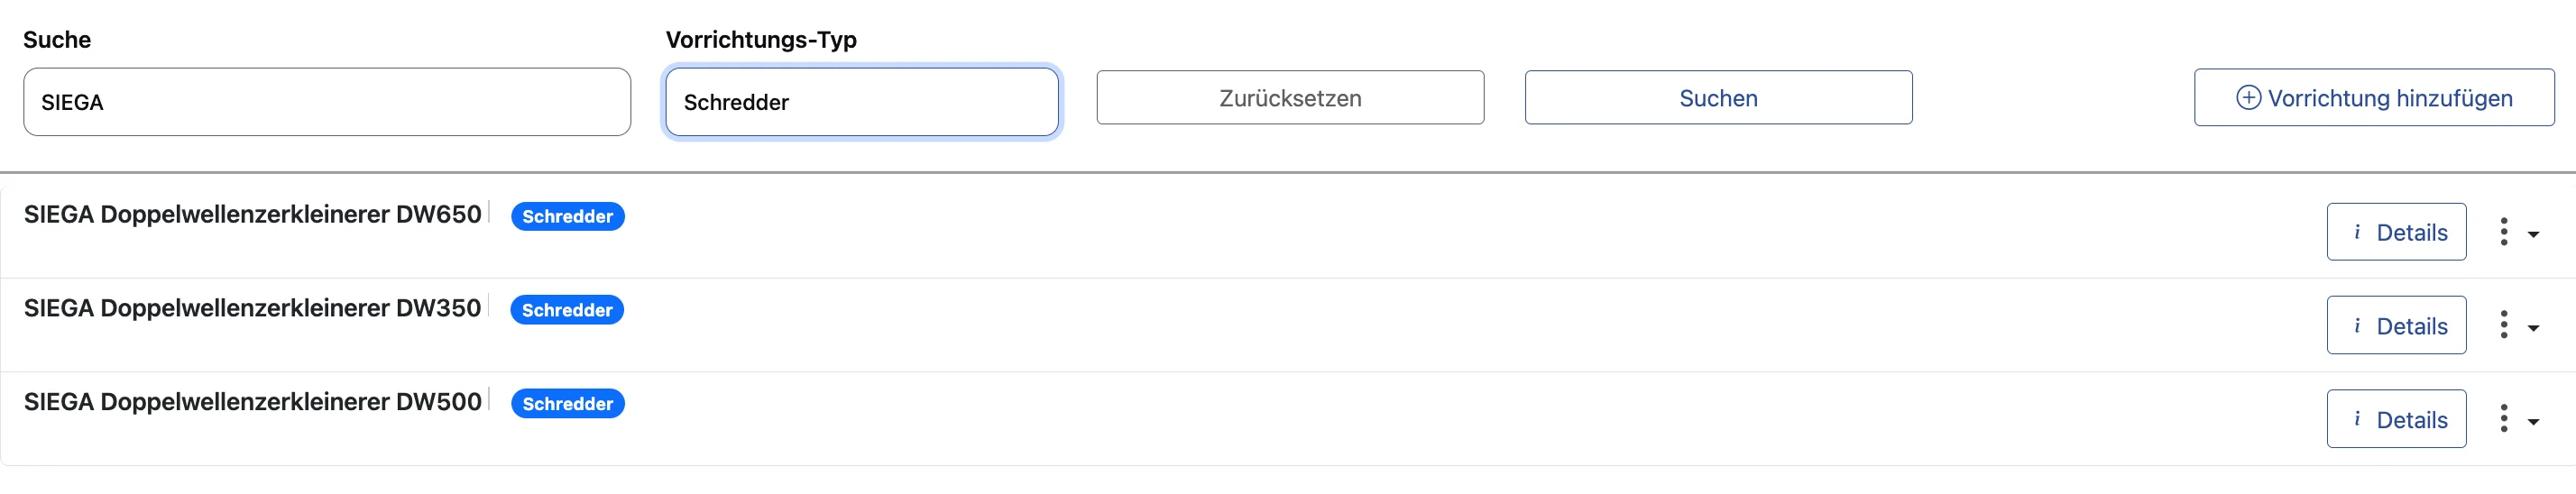 Suche
Vorrichtungs-Typ
SIEGA
Schredder
Zurücksetzen
Suchen
Vorrichtung hinzufügen
SIEGA Doppelwellenzerkleinerer DW650 Schredder
i Details
SIEGA Doppelwellenzerkleinerer DW350 Schredder
i Details
SIEGA Doppelwellenzerkleinerer DW500 Schredder
i Details